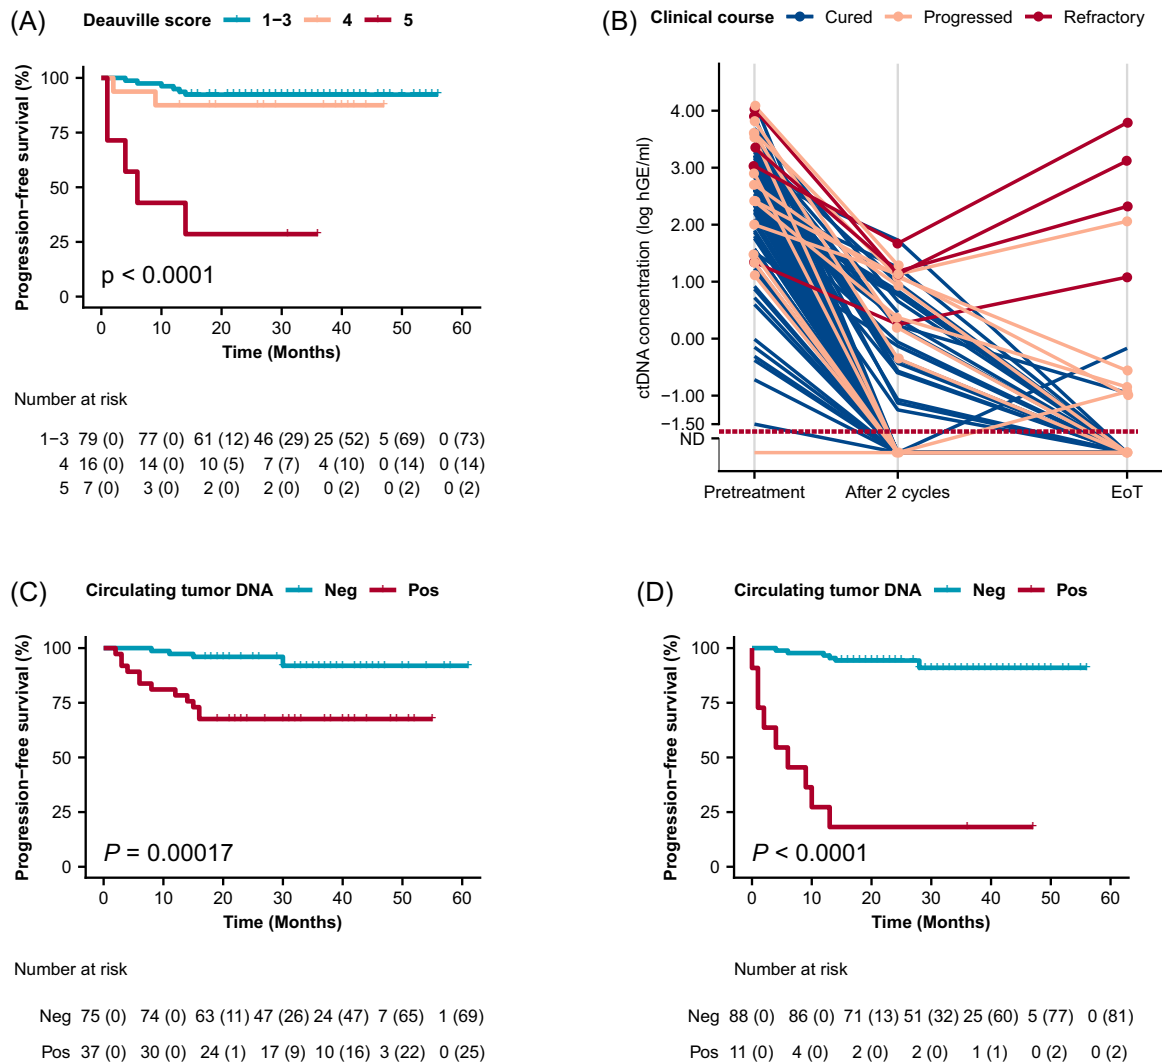 (A)
Deauville score 1−3 4 5
Progression−free survival (%)
100
75
50
25
0
p < 0.0001
0 10 20 30 40 50 60
Time (Months)
Number at risk
1−3 79 (0) 77 (0) 61 (12) 46 (29) 25 (52) 5 (69) 0 (73)
4 16 (0) 14 (0) 10 (5) 7 (7) 4 (10) 0 (14) 0 (14)
5 7 (0) 3 (0) 2 (0) 2 (0) 0 (2) 0 (2) 0 (2)
(B)
Clinical course Cured Progressed Refractory
ctDNA concentration (log hGE/ml)
4.00
3.00
2.00
1.00
0.00
−1.00
−1.50
ND
Pretreatment After 2 cycles EoT
(C)
Circulating tumor DNA Neg Pos
Progression−free survival (%)
100
75
50
25
0
P = 0.00017
0 10 20 30 40 50 60
Time (Months)
Number at risk
Neg 75 (0) 74 (0) 63 (11) 47 (26) 24 (47) 7 (65) 1 (69)
Pos 37 (0) 30 (0) 24 (1) 17 (9) 10 (16) 3 (22) 0 (25)
(D)
Circulating tumor DNA Neg Pos
Progression−free survival (%)
100
75
50
25
0
P < 0.0001
0 10 20 30 40 50 60
Time (Months)
Number at risk
Neg 88 (0) 86 (0) 71 (13) 51 (32) 25 (60) 5 (77) 0 (81)
Pos 11 (0) 4 (0) 2 (0) 2 (0) 1 (1) 0 (2) 0 (2)